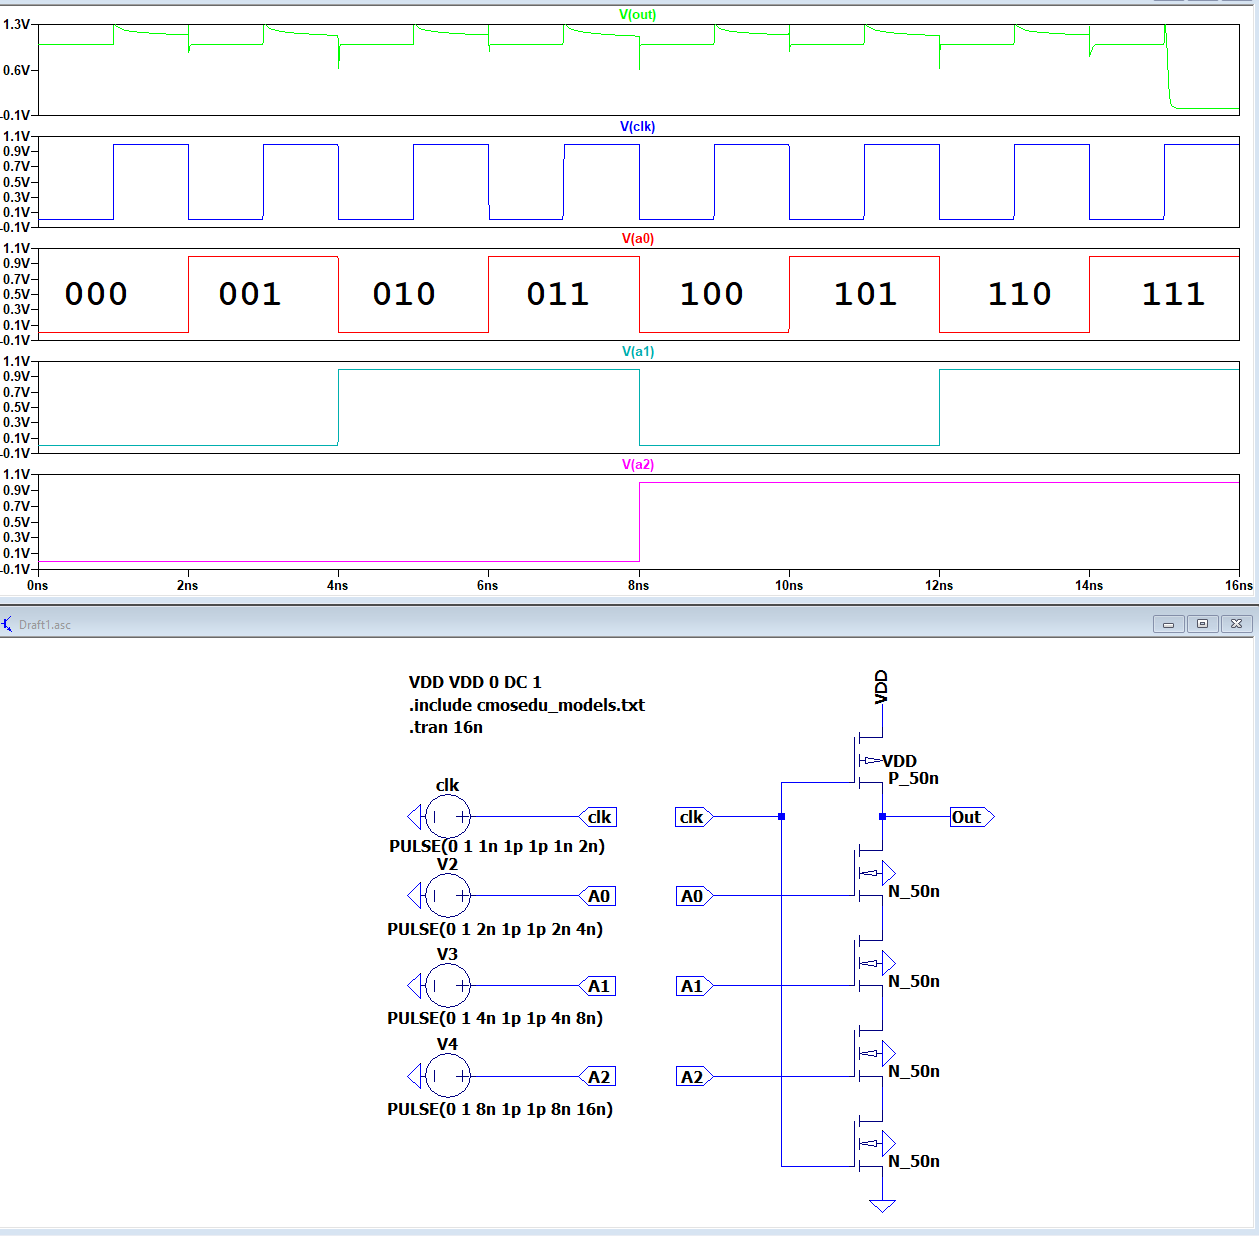 V(out)
1.3V
0.6V
-0.1V
V(clk)
1.1V
0.9V
0.7V
0.5V
0.3V
0.1V
-0.1V
V(a0)
1.1V
0.9V
0.7V
0.5V
0.3V
0.1V
-0.1V
000 001 010 011 100 101 110 111
V(a1)
1.1V
0.9V
0.7V
0.5V
0.3V
0.1V
-0.1V
V(a2)
1.1V
0.9V
0.7V
0.5V
0.3V
0.1V
-0.1V
0ns 2ns 4ns 6ns 8ns 10ns 12ns 14ns 16ns
Draft1.asc
VDD VDD 0 DC 1
.include cmosedu_models.txt
.tran 16n
clk
clk
PULSE(0 1 1n 1p 1p 1n 2n)
V2
A0
PULSE(0 1 2n 1p 1p 2n 4n)
V3
A1
PULSE(0 1 4n 1p 1p 4n 8n)
V4
A2
PULSE(0 1 8n 1p 1p 8n 16n)
VDD
VDD
P_50n
clk
Out
N_50n
A0
N_50n
A1
N_50n
A2
N_50n